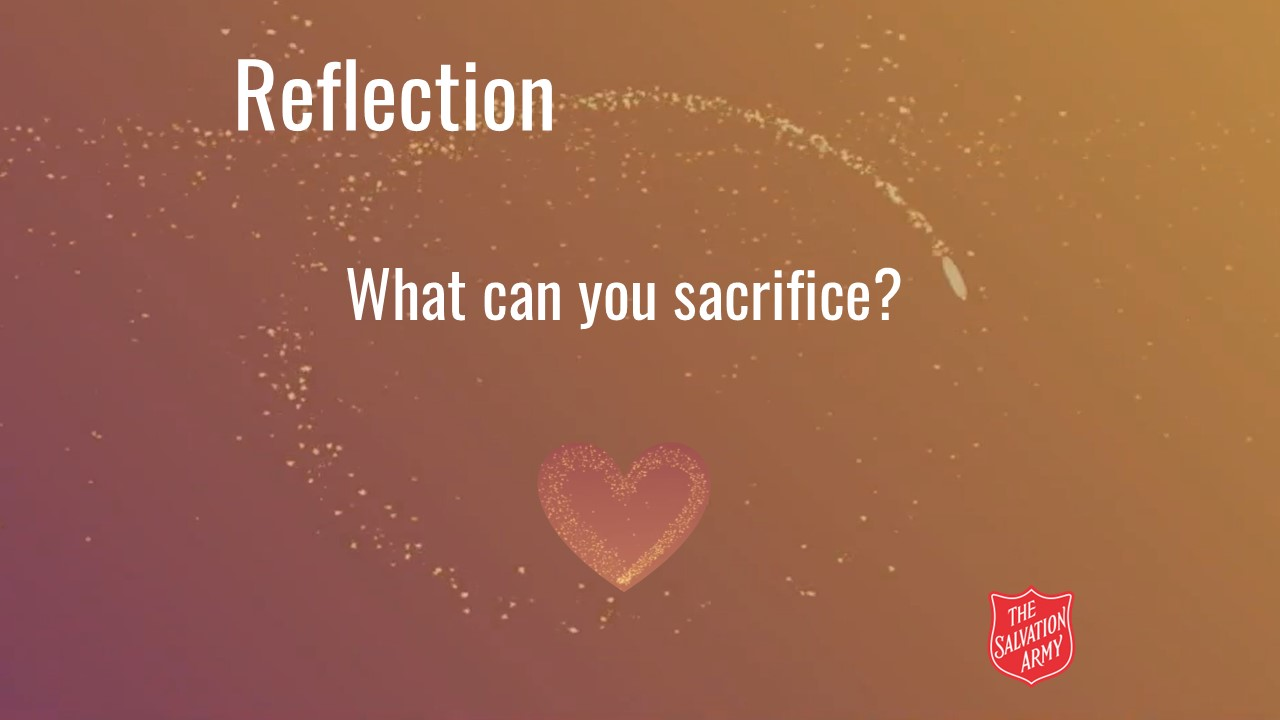 Reflection
What can you sacrifice?
THE
SALVATION
ARMY